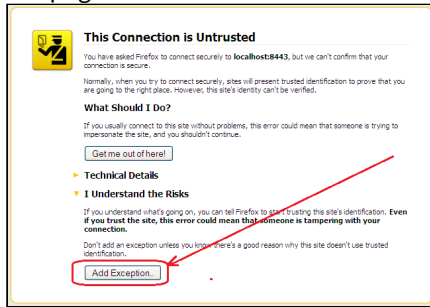 This Connection is Untrusted
You have asked Firefox to connect securely to localhost:8443, but we can't confirm that your
connection is secure.
Normally, when you try to connect securely, sites will present trusted identification to prove that you
are going to the right place. However, this site's identity can't be verified.
What Should I Do?
If you usually connect to this site without problems, this error could mean that someone is trying to
impersonate the site, and you shouldn't continue.
Get me out of here!
Technical Details
I Understand the Risks
If you understand what's going on, you can tell Firefox to start trusting this site's identification. Even
if you trust the site, this error could mean that someone is tampering with your
connection.
Don't add an exception unless you know there's a good reason why this site doesn't use trusted
identification.
Add Exception...